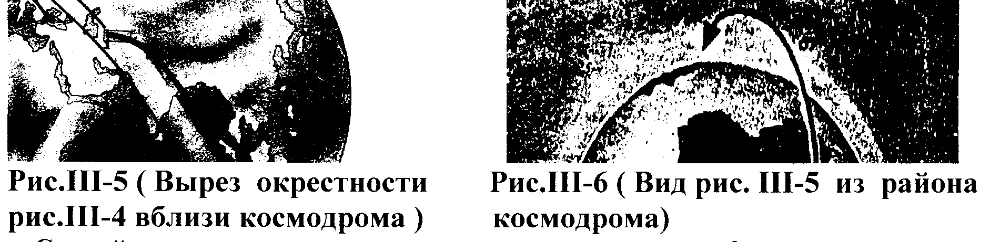 Рис.III-5 ( Вырез окрестности
рис.III-4 вблизи космодрома )
Рис.III-6 ( Вид рис. III-5 из района
космодрома)